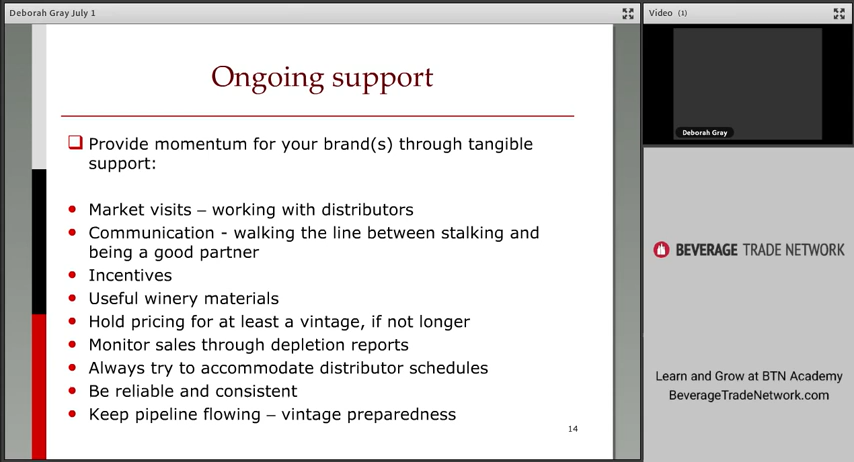 Deborah Gray July 1
Ongoing support
Provide momentum for your brand(s) through tangible
support:
Market visits – working with distributors
Communication - walking the line between stalking and
being a good partner
Incentives
Useful winery materials
Hold pricing for at least a vintage, if not longer
Monitor sales through depletion reports
Always try to accommodate distributor schedules
Be reliable and consistent
Keep pipeline flowing – vintage preparedness
14
Video (1)
Deborah Gray
BEVERAGE TRADE NETWORK
Learn and Grow at BTN Academy
BeverageTradeNetwork.com